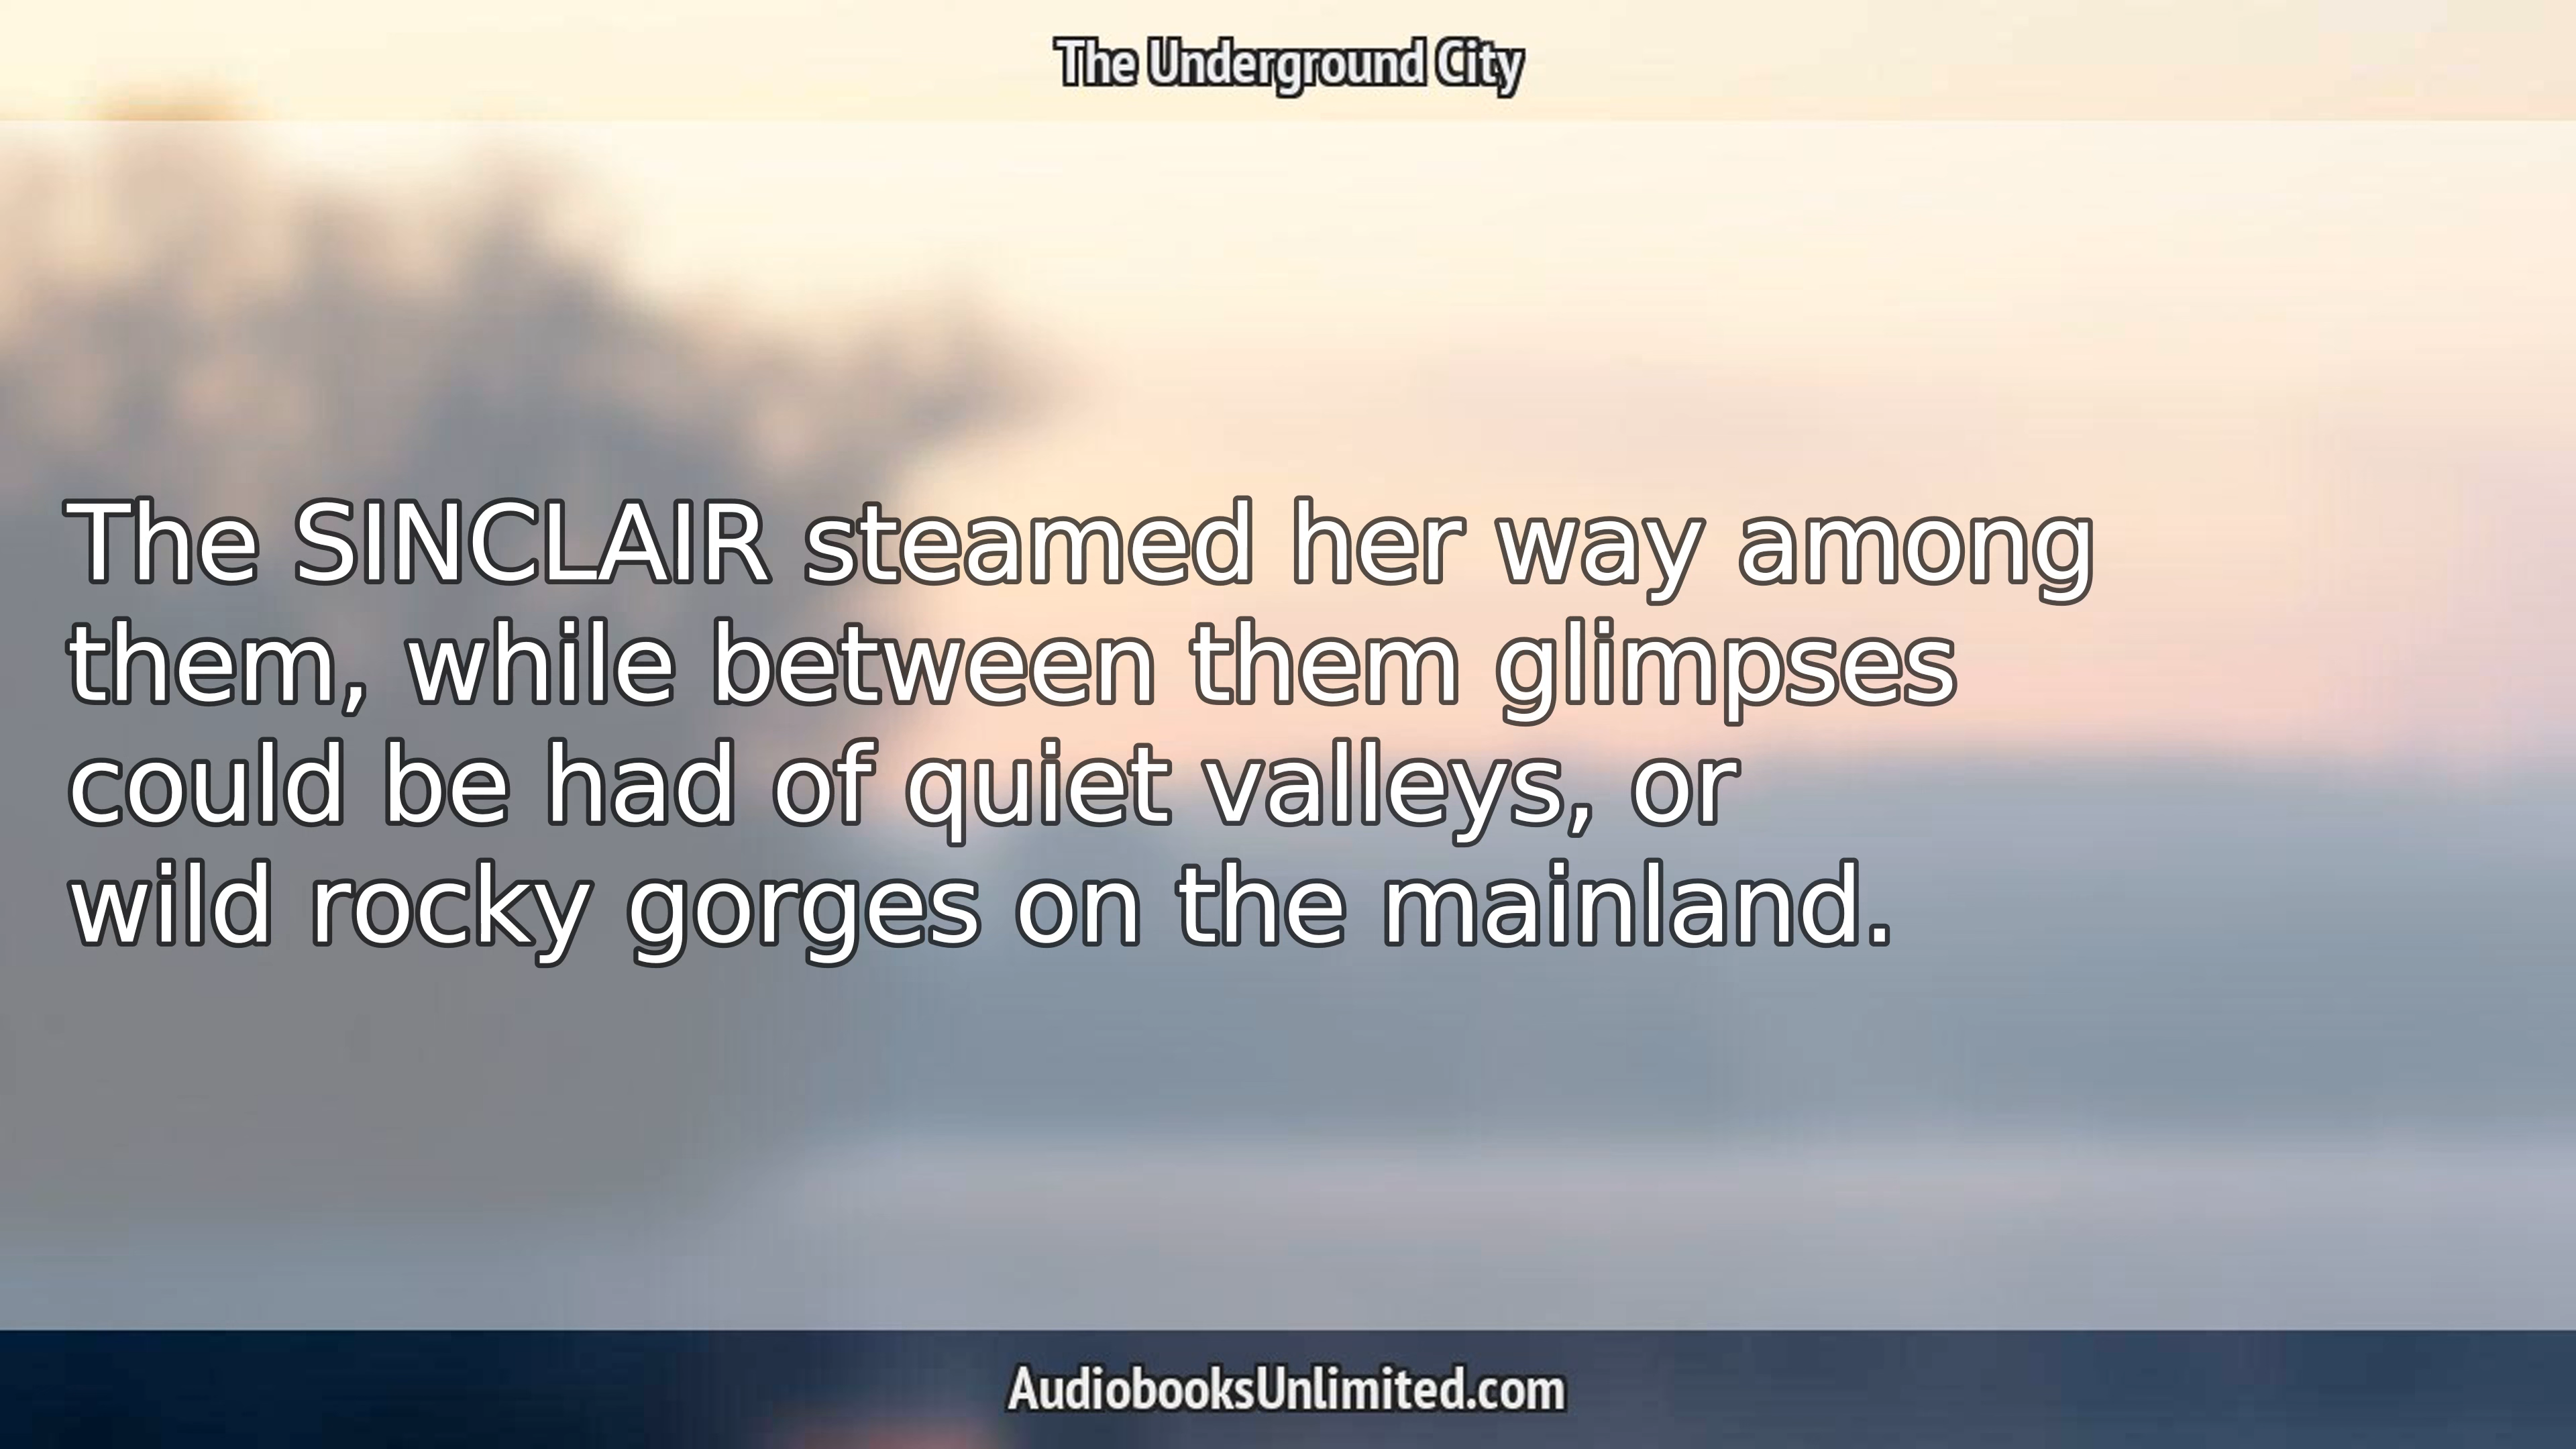 The Underground City
The SINCLAIR steamed her way among
them, while between them glimpses
could be had of quiet valleys, or
wild rocky gorges on the mainland.
AudiobooksUnlimited.com